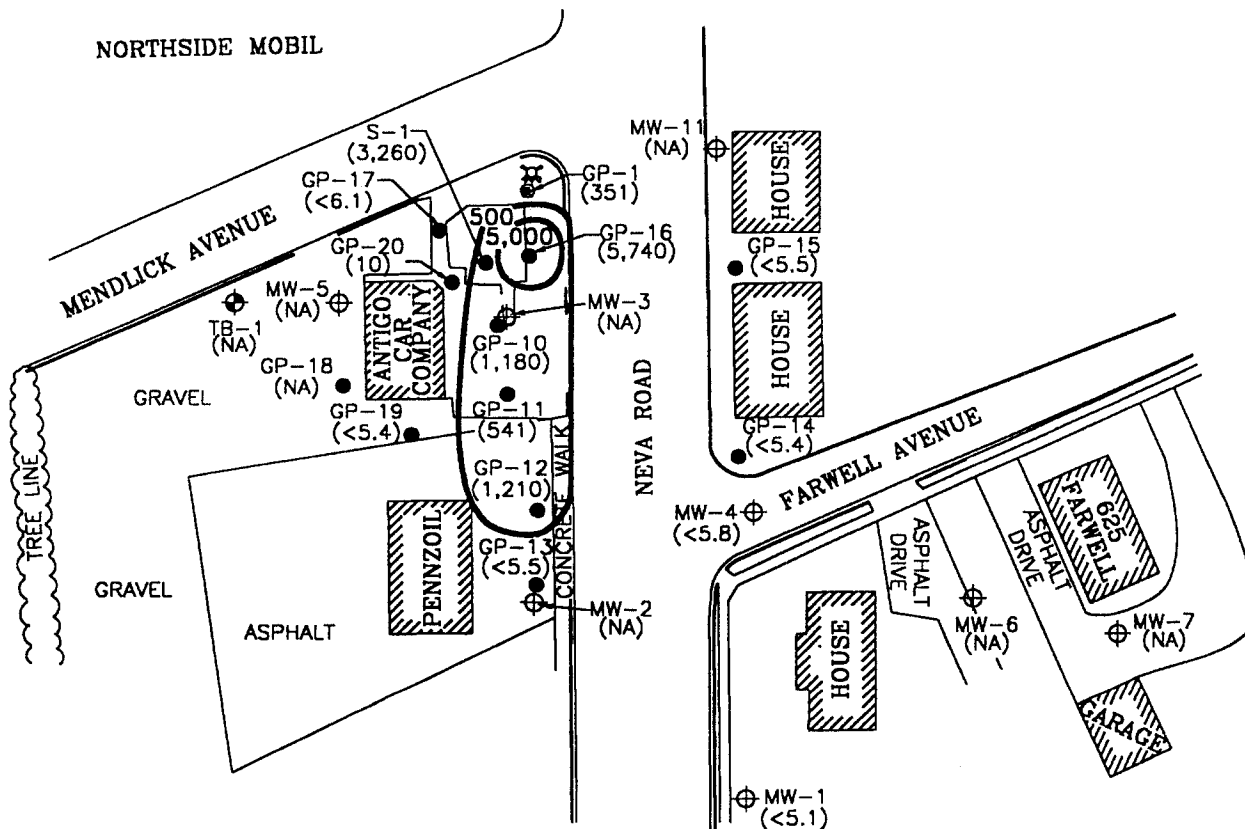 NORTHSIDE MOBIL
S-1
(3,260)
MW-11
(NA)
GP-1
(351)
GP-17
(<6.1)
HOUSE
500
5,000
GP-16
(5,740)
MENDLICK AVENUE
GP-20
(10)
GP-15
(<5.5)
MW-5
(NA)
TB-1
(NA)
ANTIGO
CAR
COMPANY
MW-3
(NA)
GP-10
(1,180)
HOUSE
GP-18
(NA)
GRAVEL
GP-19
(<5.4)
GP-11
(541)
NEVA ROAD
GP-14
(<5.4)
FARWELL AVENUE
TREE LINE
GP-12
(1,210)
CONCRETE WALK
MW-4
(<5.8)
625
FARWELL
ASPHALT
DRIVE
ASPHALT
DRIVE
GP-13
(<5.5)
PENNZOIL
GRAVEL
ASPHALT
MW-2
(NA)
HOUSE
MW-6
(NA)
MW-7
(NA)
GARAGE
MW-1
(<5.1)